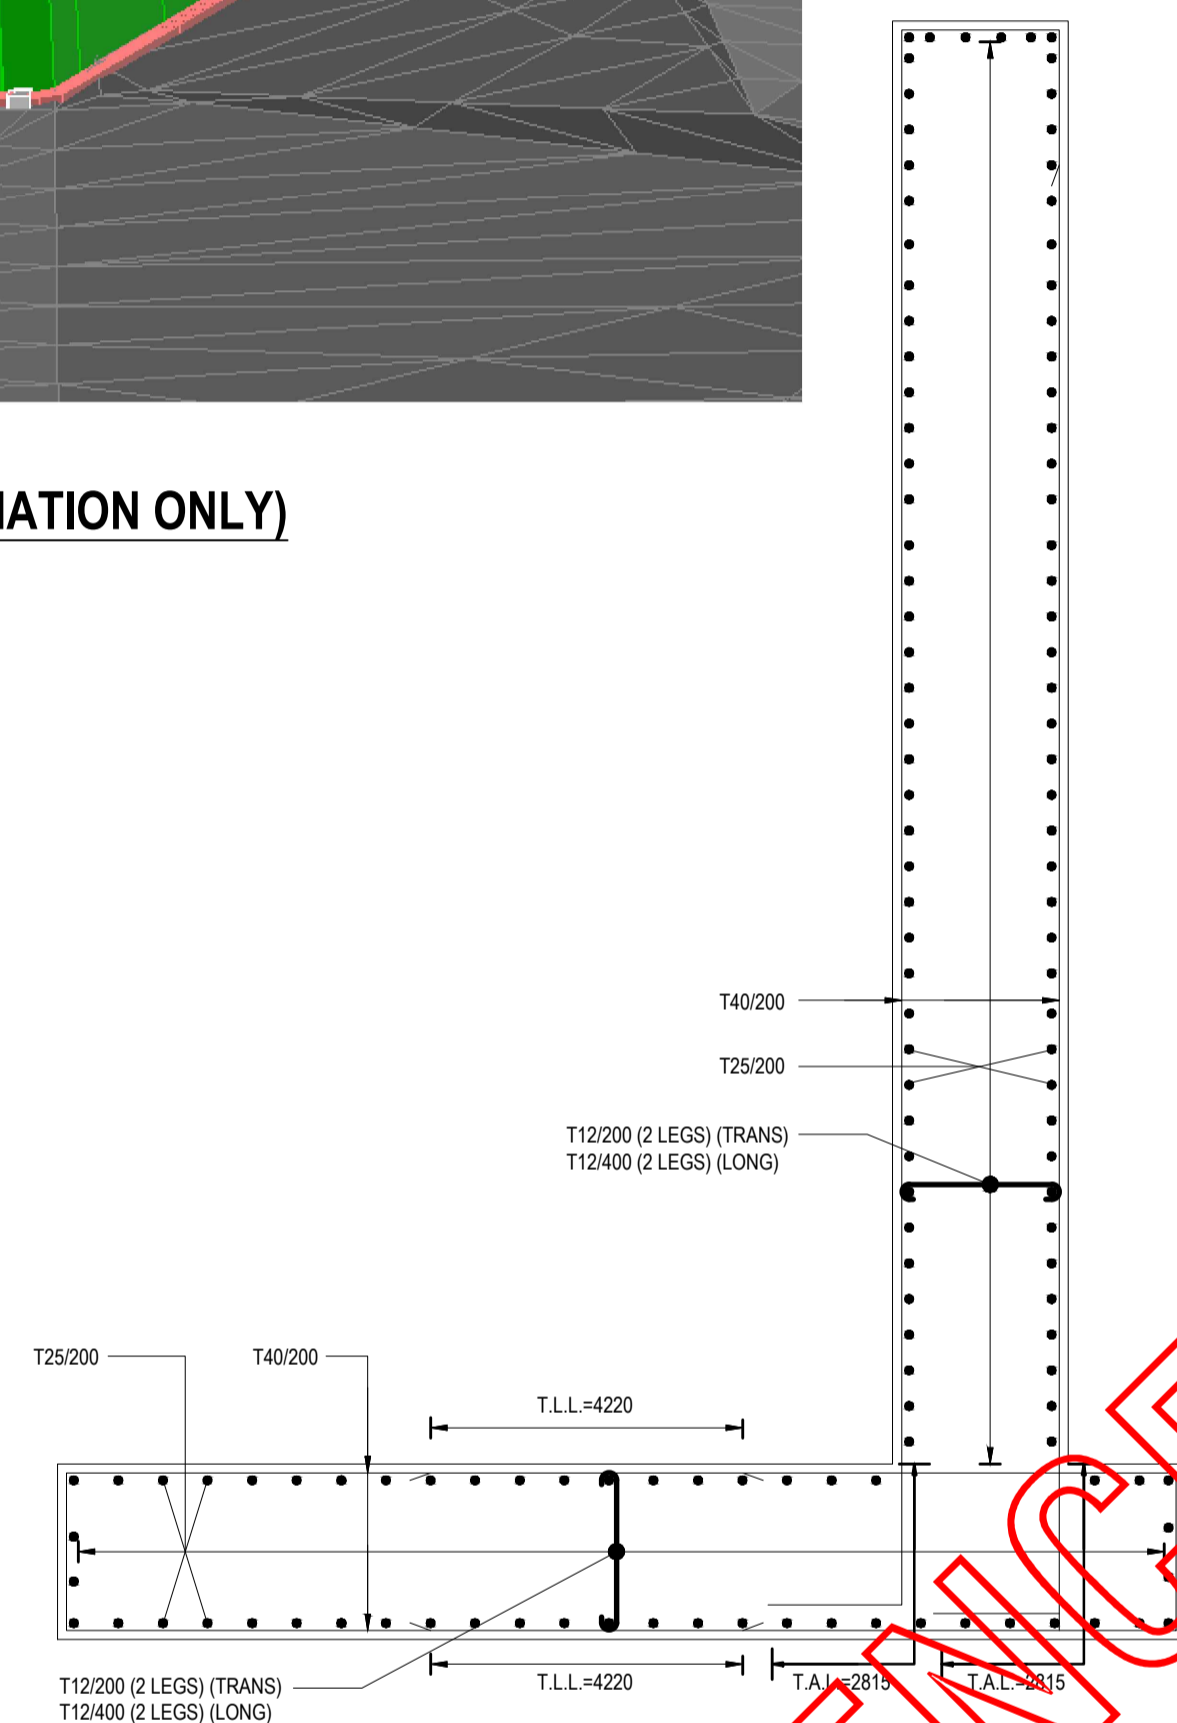 MATION ONLY)
T40/200
T25/200
T12/200 (2 LEGS) (TRANS)
T12/400 (2 LEGS) (LONG)
T25/200
T40/200
T.L.L.=4220
T.L.L.=4220
T.A.L.=2815
T.A.L.=2815
T12/200 (2 LEGS) (TRANS)
T12/400 (2 LEGS) (LONG)